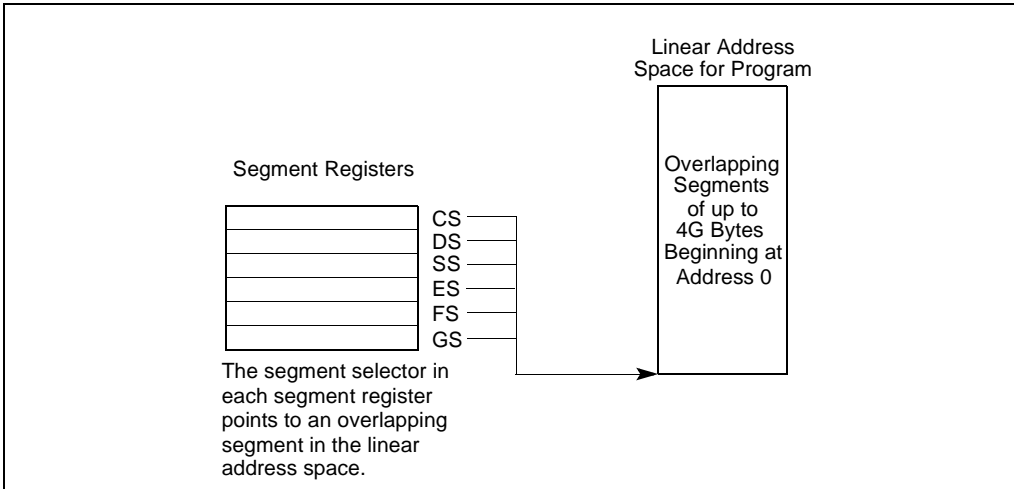 Linear Address
Space for Program
Overlapping
Segments
of up to
4G Bytes
Beginning at
Address 0
Segment Registers
CS
DS
SS
ES
FS
GS
The segment selector in
each segment register
points to an overlapping
segment in the linear
address space.